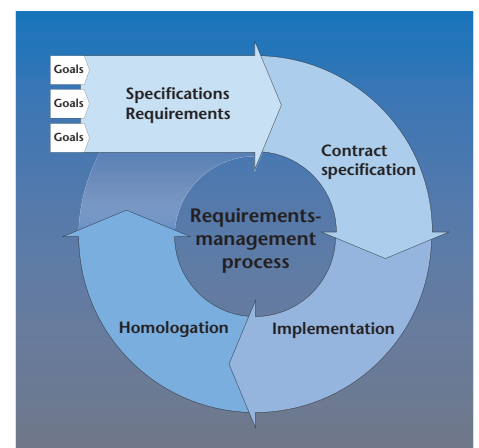 Goals
Goals
Goals
Specifications
Requirements
Contract
specification
Requirements-
management
process
Homologation
Implementation